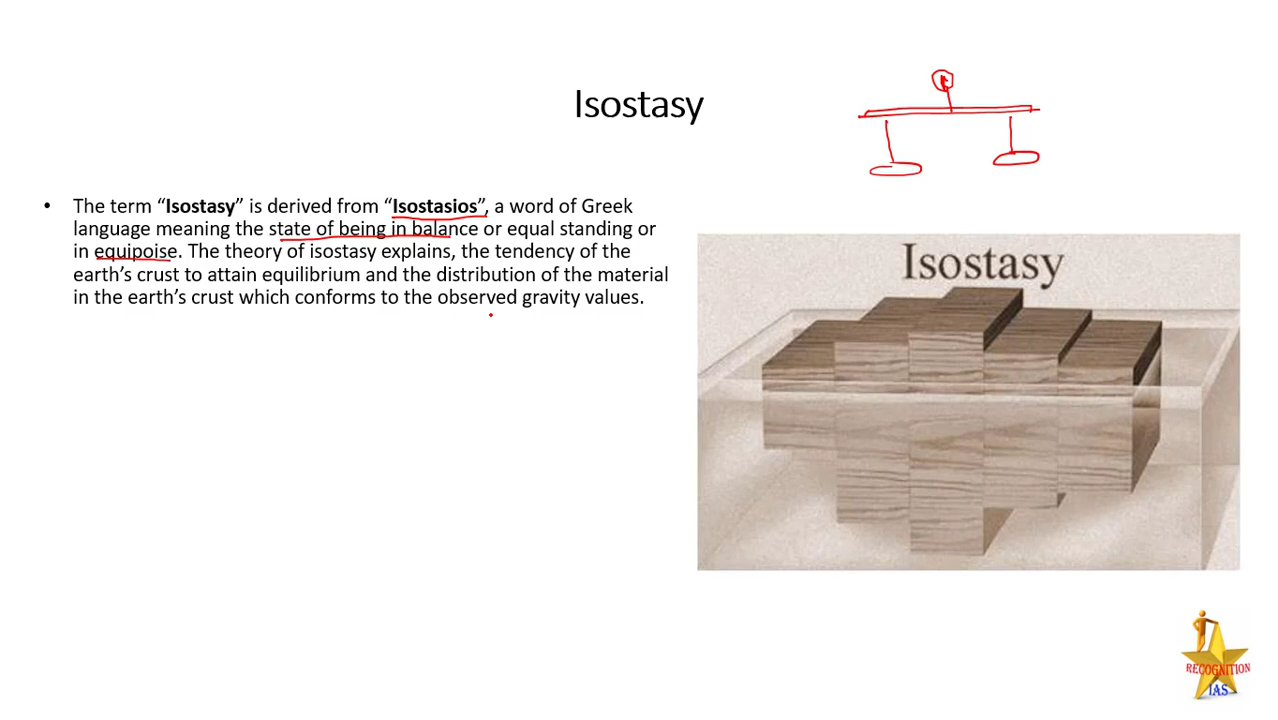 Isostasy
• The term “Isostasy” is derived from “Isostasios”, a word of Greek
language meaning the state of being in balance or equal standing or
in equipoise. The theory of isostasy explains, the tendency of the
earth’s crust to attain equilibrium and the distribution of the material
in the earth’s crust which conforms to the observed gravity values.
Isostasy
RECOGNITION
IAS